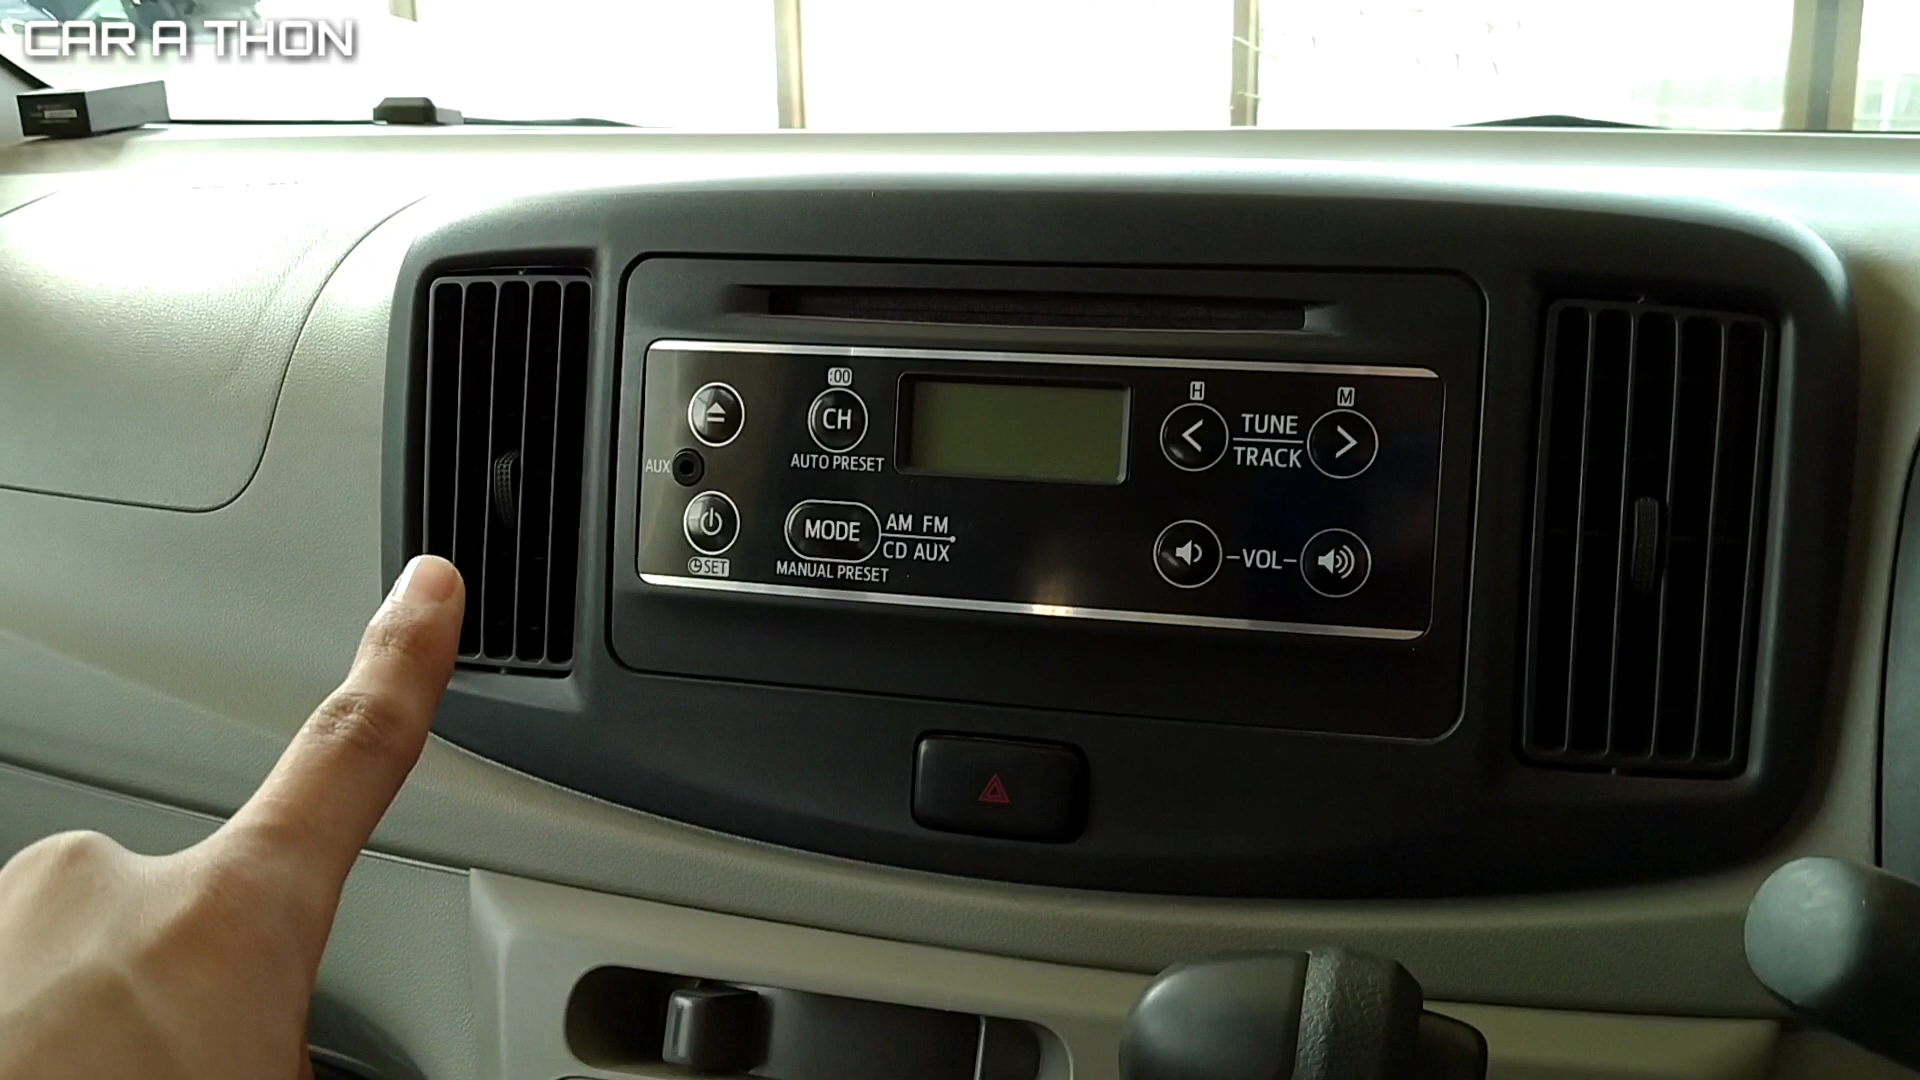 CAR A THON
:00
H
M
CH
TUNE
TRACK
AUX
AUTO PRESET
MODE
AM FM
CD AUX
VOL
SET
MANUAL PRESET